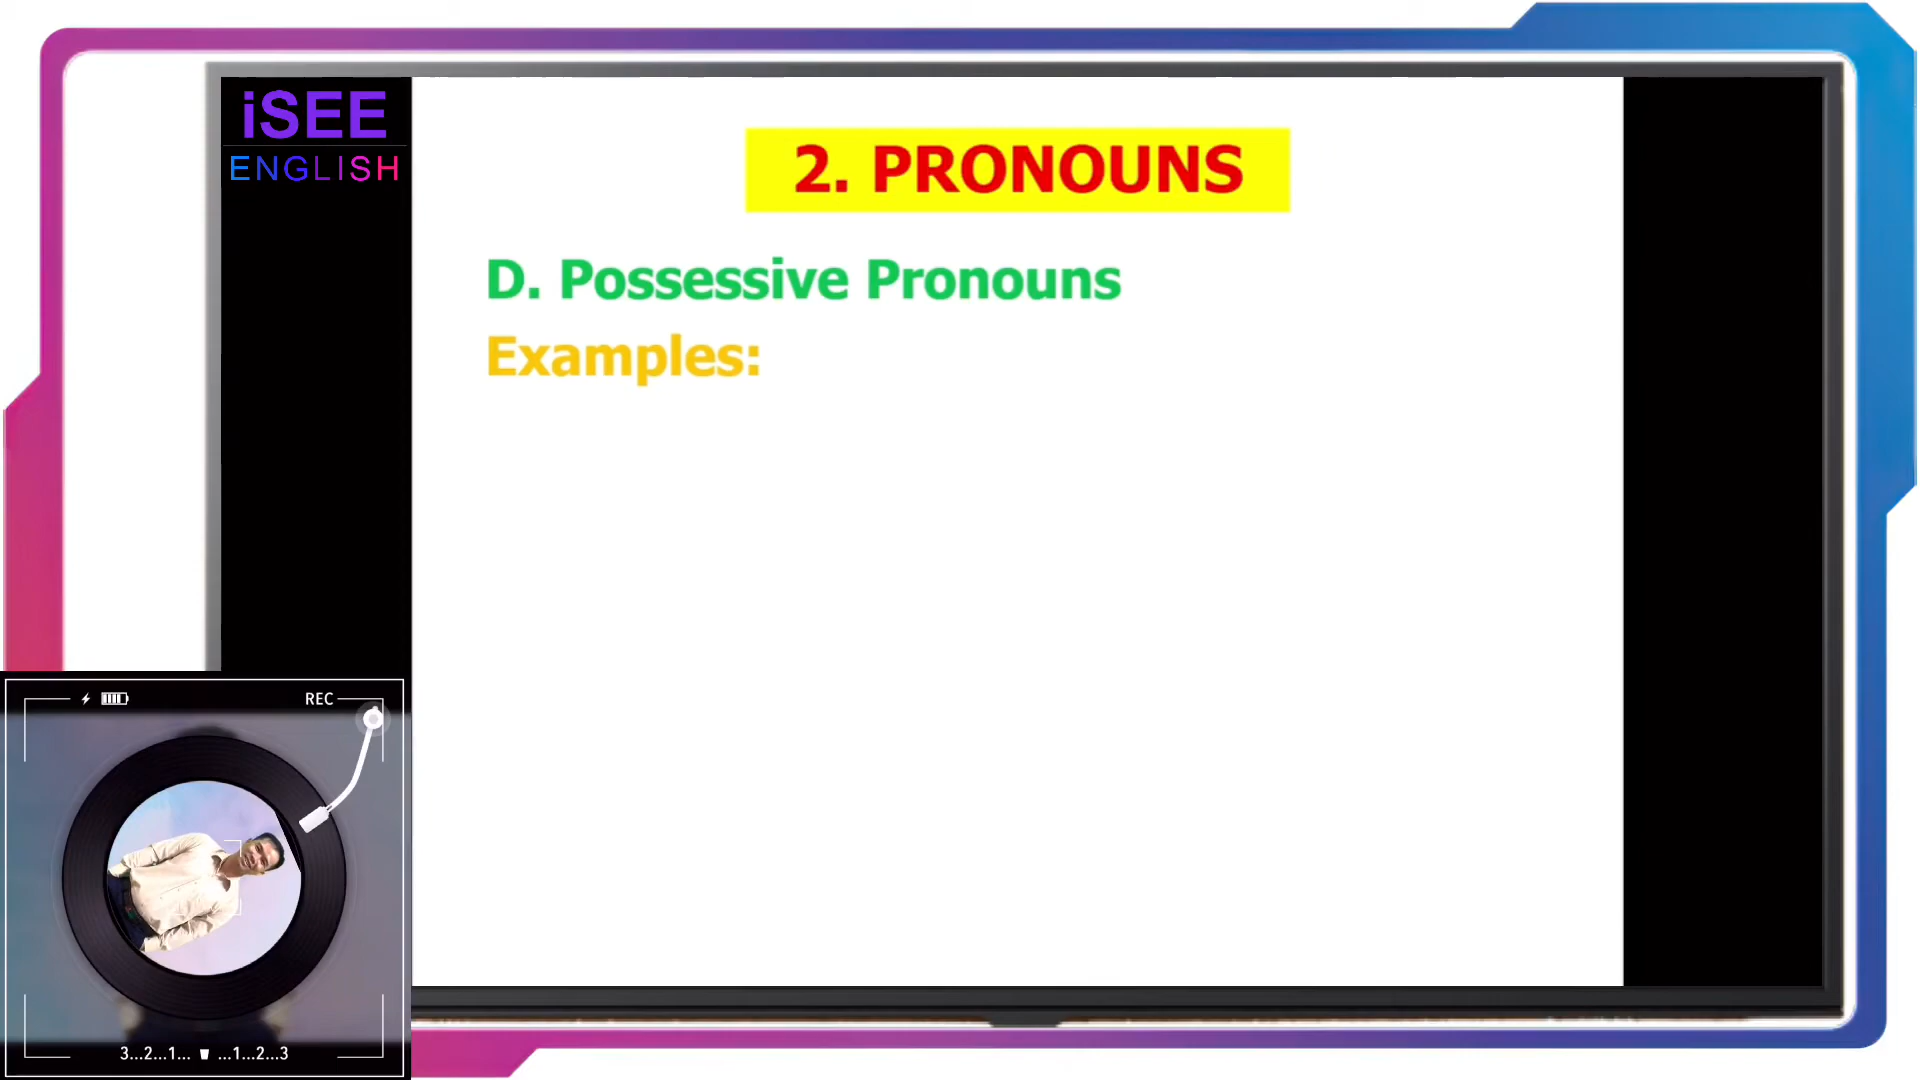 iSEE
ENGLISH
2. PRONOUNS
D. Possessive Pronouns
Examples:
REC
3...2...1... ...1...2...3